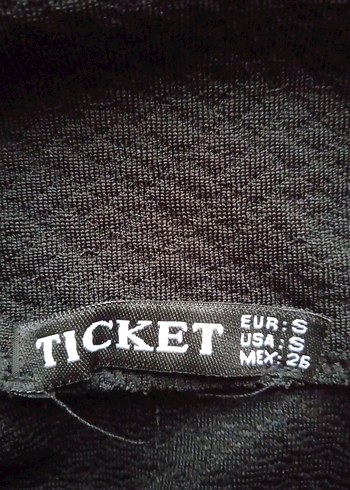 TICKET
EUR: S
USA: S
MEX: 26